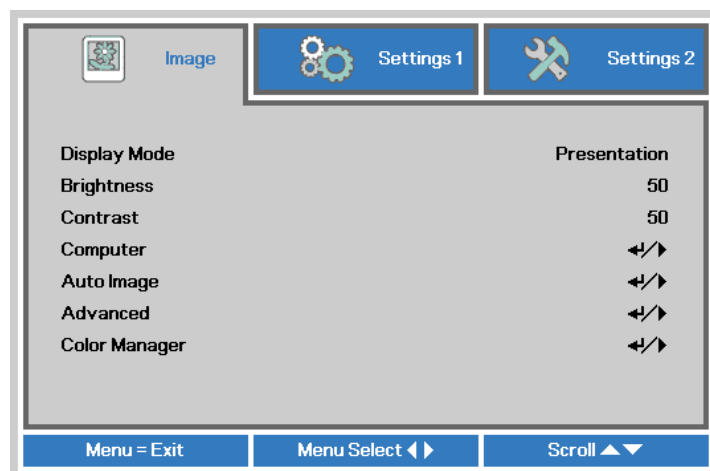 Image Settings 1 Settings 2
Display Mode Presentation
Brightness 50
Contrast 50
Computer
Auto Image
Advanced
Color Manager
Menu = Exit Menu Select Scroll